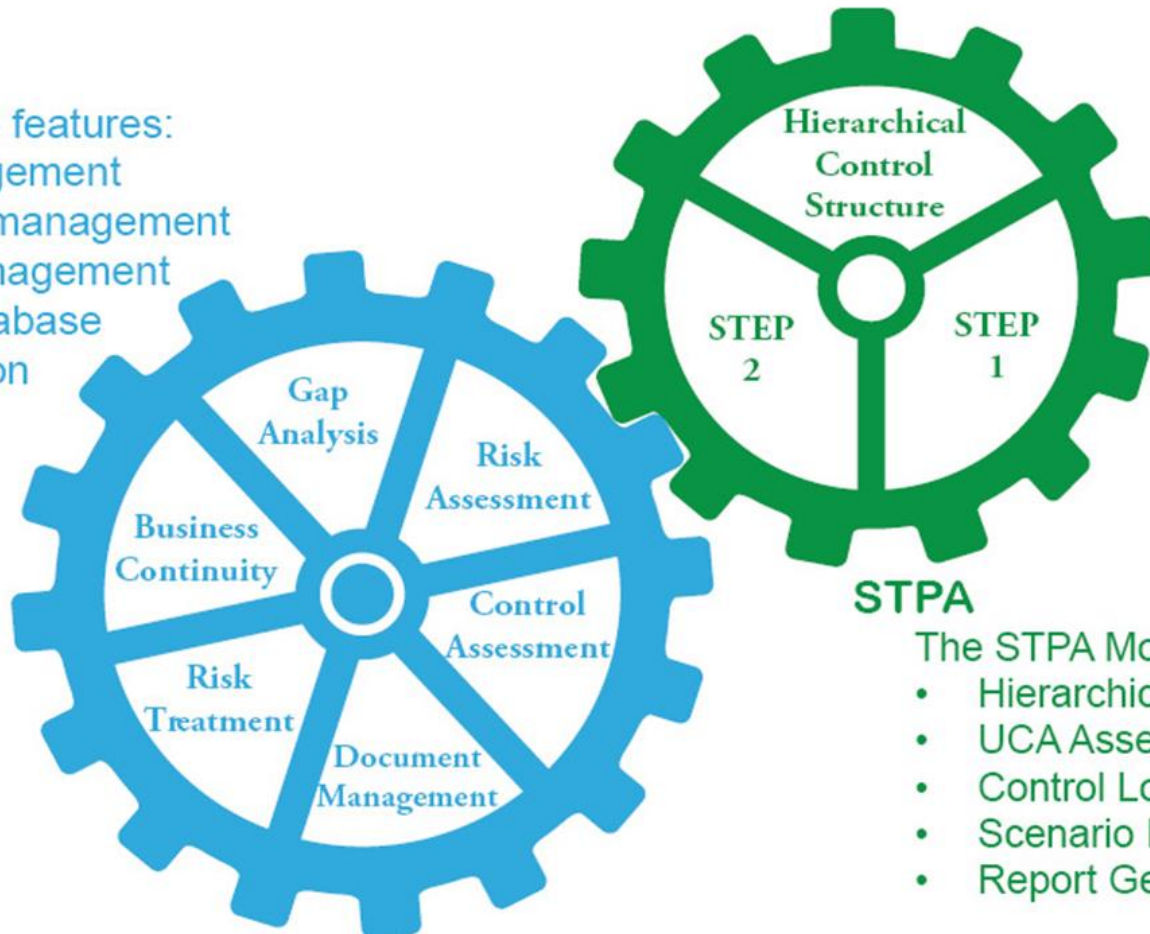 features:
gement
management
nagement
abase
on
Hierarchical
Control
Structure
STEP
2
STEP
1
Gap
Analysis
Risk
Assessment
Business
Continuity
Control
Assessment
Risk
Treatment
Document
Management
STPA
The STPA Mo
• Hierarchic
• UCA Asse
• Control Lo
• Scenario
• Report Ge